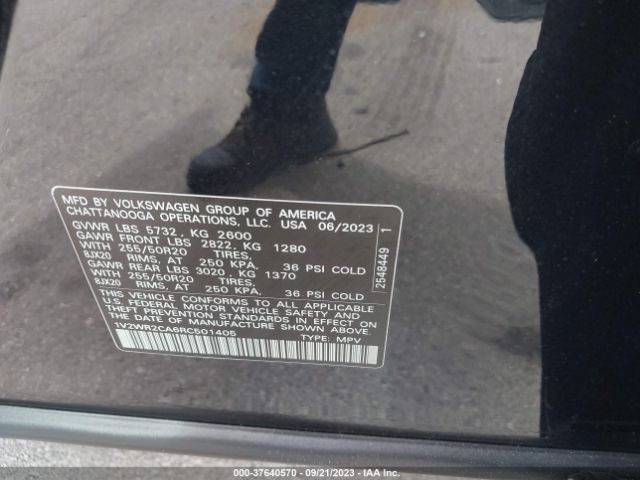 MFD BY VOLKSWAGEN GROUP OF AMERICA
CHATTANOOGA OPERATIONS, LLC. USA 06/2023
GVWR LBS 5732 , KG 2600
GAWR FRONT LBS 2822, KG 1280
WITH 255/50R20 TIRES,
8JX20 RIMS, AT 250 KPA. 36 PSI COLD
GAWR REAR LBS 3020 , KG 1370
WITH 255/50R20 TIRES,
8JX20 RIMS, AT 250 KPA. 36 PSI COLD
THIS VEHICLE CONFORMS TO ALL APPLICABLE
U.S. FEDERAL MOTOR VEHICLE SAFETY AND
THEFT PREVENTION STANDARDS IN EFFECT ON
THE DATE OF MANUFACTURE SHOWN ABOVE.
1V2WR2CA6RC501405 TYPE: MPV
2548449 1
000-37640570 - 09/21/2023 - IAA Inc.